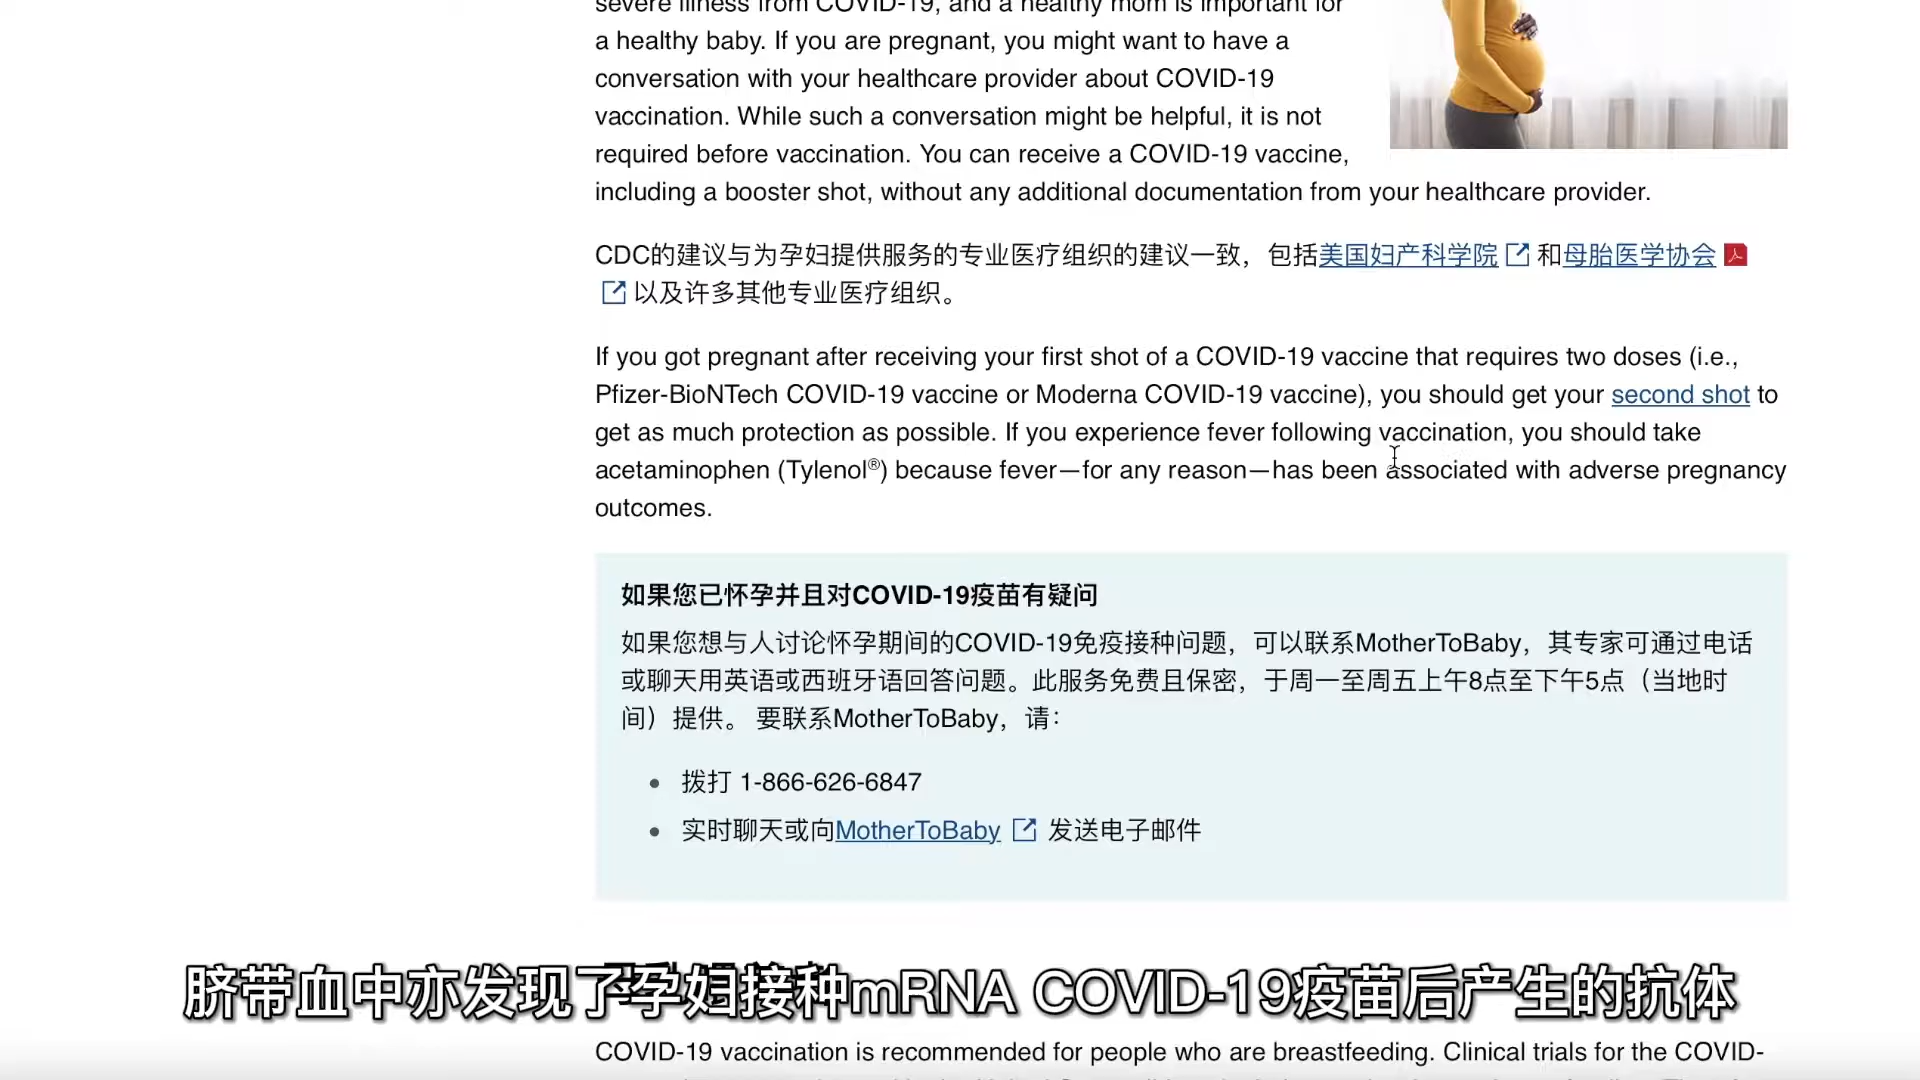 severe illness from COVID-19, and a healthy mom is important for
a healthy baby. If you are pregnant, you might want to have a
conversation with your healthcare provider about COVID-19
vaccination. While such a conversation might be helpful, it is not
required before vaccination. You can receive a COVID-19 vaccine,
including a booster shot, without any additional documentation from your healthcare provider.
CDC的建议与为孕妇提供服务的专业医疗组织的建议一致，包括美国妇产科学院 和母胎医学协会
以及许多其他专业医疗组织。
If you got pregnant after receiving your first shot of a COVID-19 vaccine that requires two doses (i.e.,
Pfizer-BioNTech COVID-19 vaccine or Moderna COVID-19 vaccine), you should get your second shot to
get as much protection as possible. If you experience fever following vaccination, you should take
acetaminophen (Tylenol®) because fever—for any reason—has been associated with adverse pregnancy
outcomes.
如果您已怀孕并且对COVID-19疫苗有疑问
如果您想与人讨论怀孕期间的COVID-19免疫接种问题，可以联系MotherToBaby，其专家可通过电话
或聊天用英语或西班牙语回答问题。此服务免费且保密，于周一至周五上午8点至下午5点（当地时
间）提供。 要联系MotherToBaby，请：
• 拨打 1-866-626-6847
• 实时聊天或向MotherToBaby 发送电子邮件
脐带血中亦发现了孕妇接种mRNA COVID-19疫苗后产生的抗体
COVID-19 vaccination is recommended for people who are breastfeeding. Clinical trials for the COVID-